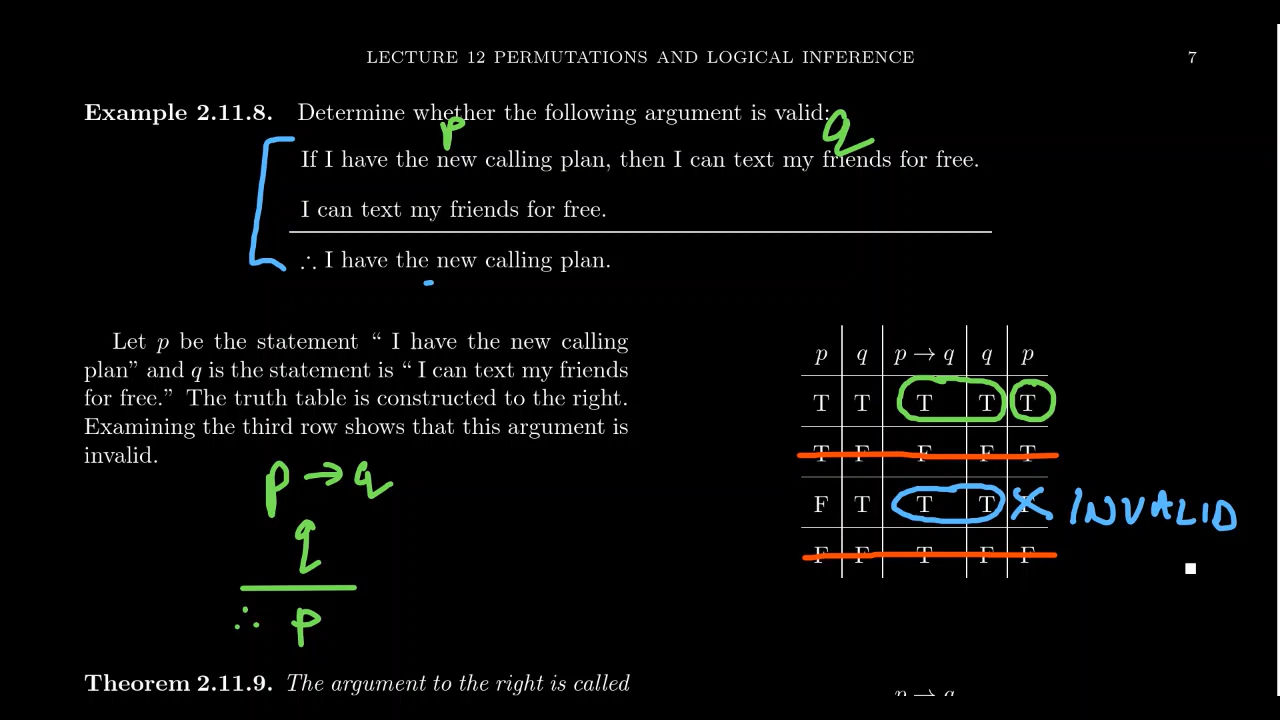 LECTURE 12 PERMUTATIONS AND LOGICAL INFERENCE 7
Example 2.11.8. Determine whether the following argument is valid:
p q
If I have the new calling plan, then I can text my friends for free.
I can text my friends for free.
∴ I have the new calling plan.
Let p be the statement “ I have the new calling
plan” and q is the statement is “ I can text my friends
for free.” The truth table is constructed to the right.
Examining the third row shows that this argument is
invalid.
p → q
q
∴ p
p q p → q q p
T T T T T
T F F F T
F T T T F INVALID
F F T F F
Theorem 2.11.9. The argument to the right is called
p → q